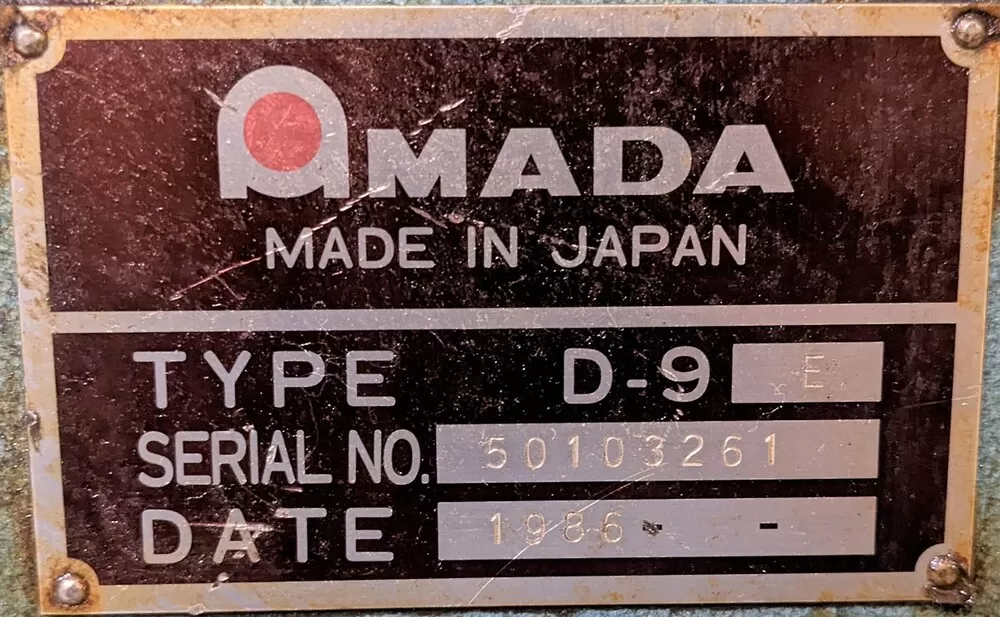 AMADA
MADE IN JAPAN
TYPE D-9 E
SERIAL NO. 50103261
DATE 1986 - -